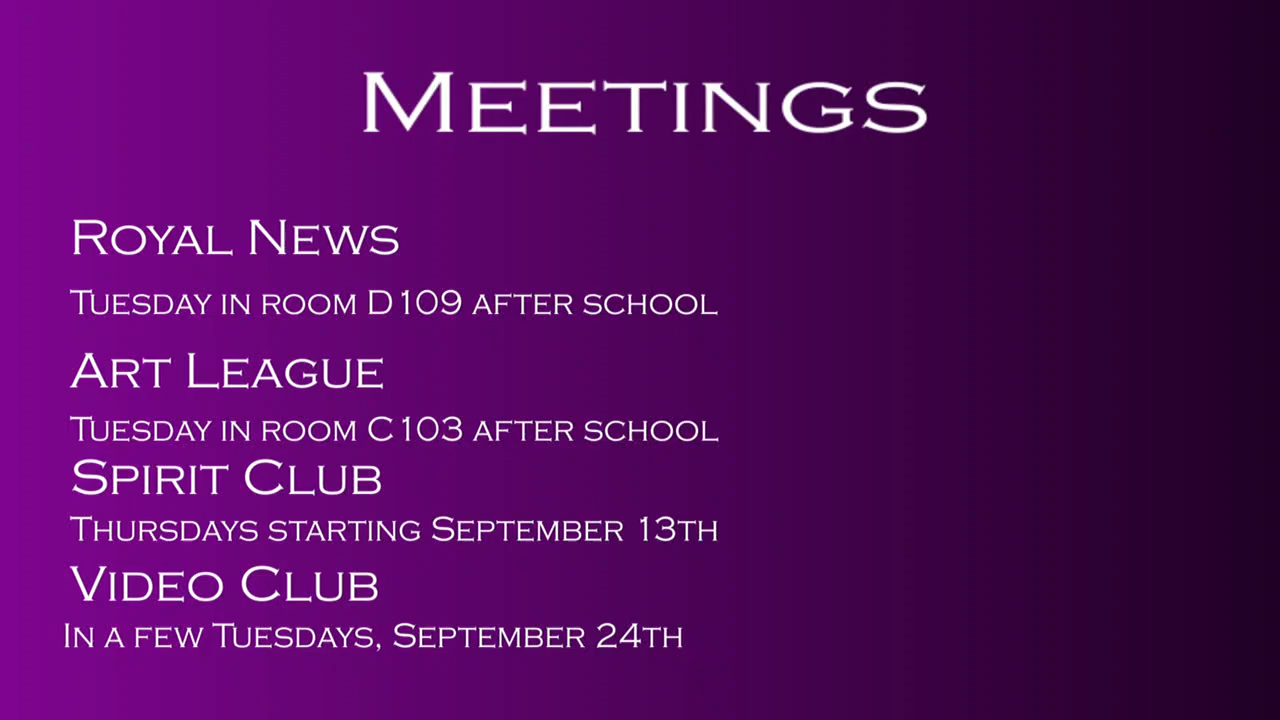 Meetings
Royal News
Tuesday in room D109 after school
Art League
Tuesday in room C103 after school
Spirit Club
Thursdays starting September 13th
Video Club
In a few Tuesdays, September 24th